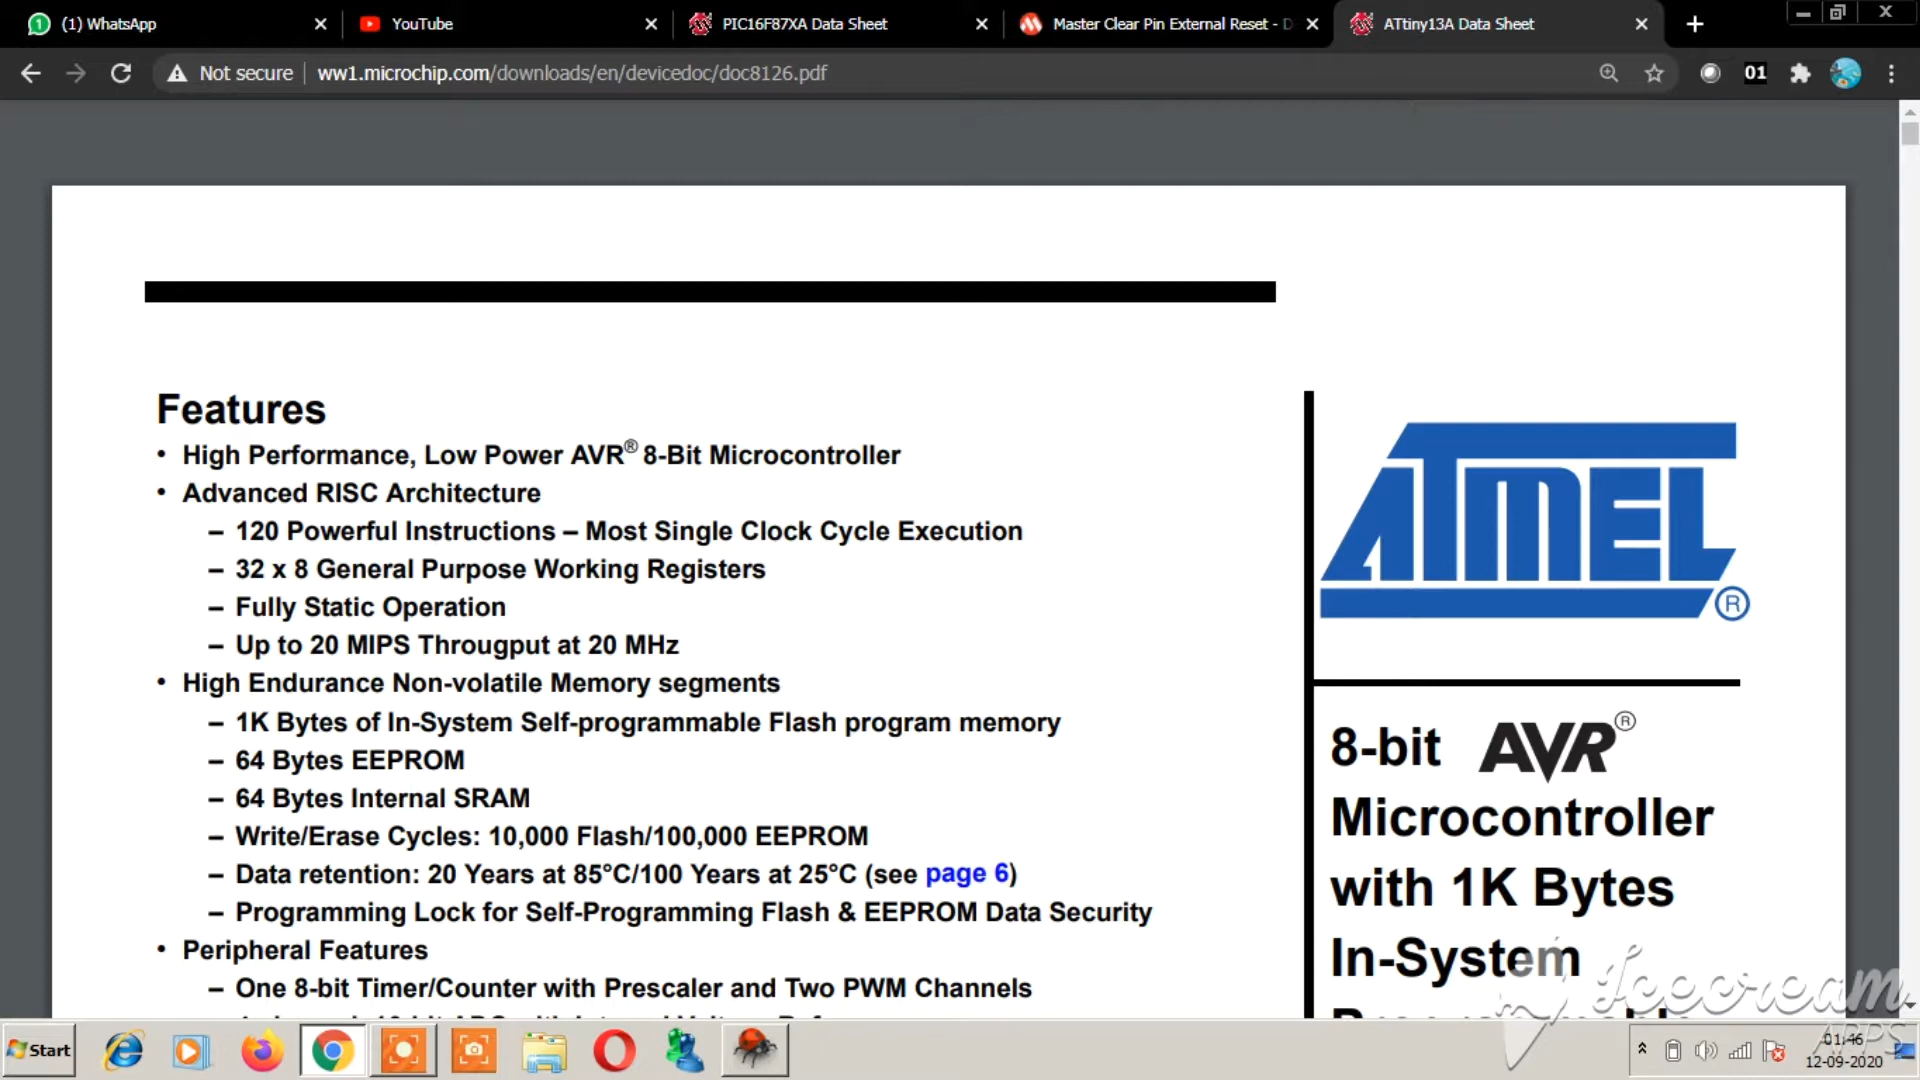 (1) WhatsApp
YouTube
PIC16F87XA Data Sheet
Master Clear Pin External Reset - D
ATtiny13A Data Sheet
Not secure
ww1.microchip.com/downloads/en/devicedoc/doc8126.pdf
01
Features
• High Performance, Low Power AVR® 8-Bit Microcontroller
• Advanced RISC Architecture
– 120 Powerful Instructions – Most Single Clock Cycle Execution
– 32 x 8 General Purpose Working Registers
– Fully Static Operation
– Up to 20 MIPS Througput at 20 MHz
• High Endurance Non-volatile Memory segments
– 1K Bytes of In-System Self-programmable Flash program memory
– 64 Bytes EEPROM
– 64 Bytes Internal SRAM
– Write/Erase Cycles: 10,000 Flash/100,000 EEPROM
– Data retention: 20 Years at 85°C/100 Years at 25°C (see page 6)
– Programming Lock for Self-Programming Flash & EEPROM Data Security
• Peripheral Features
– One 8-bit Timer/Counter with Prescaler and Two PWM Channels
ATMEL®
8-bit AVR®
Microcontroller
with 1K Bytes
In-System
Icecream
APPS
Start
01:46
12-09-2020